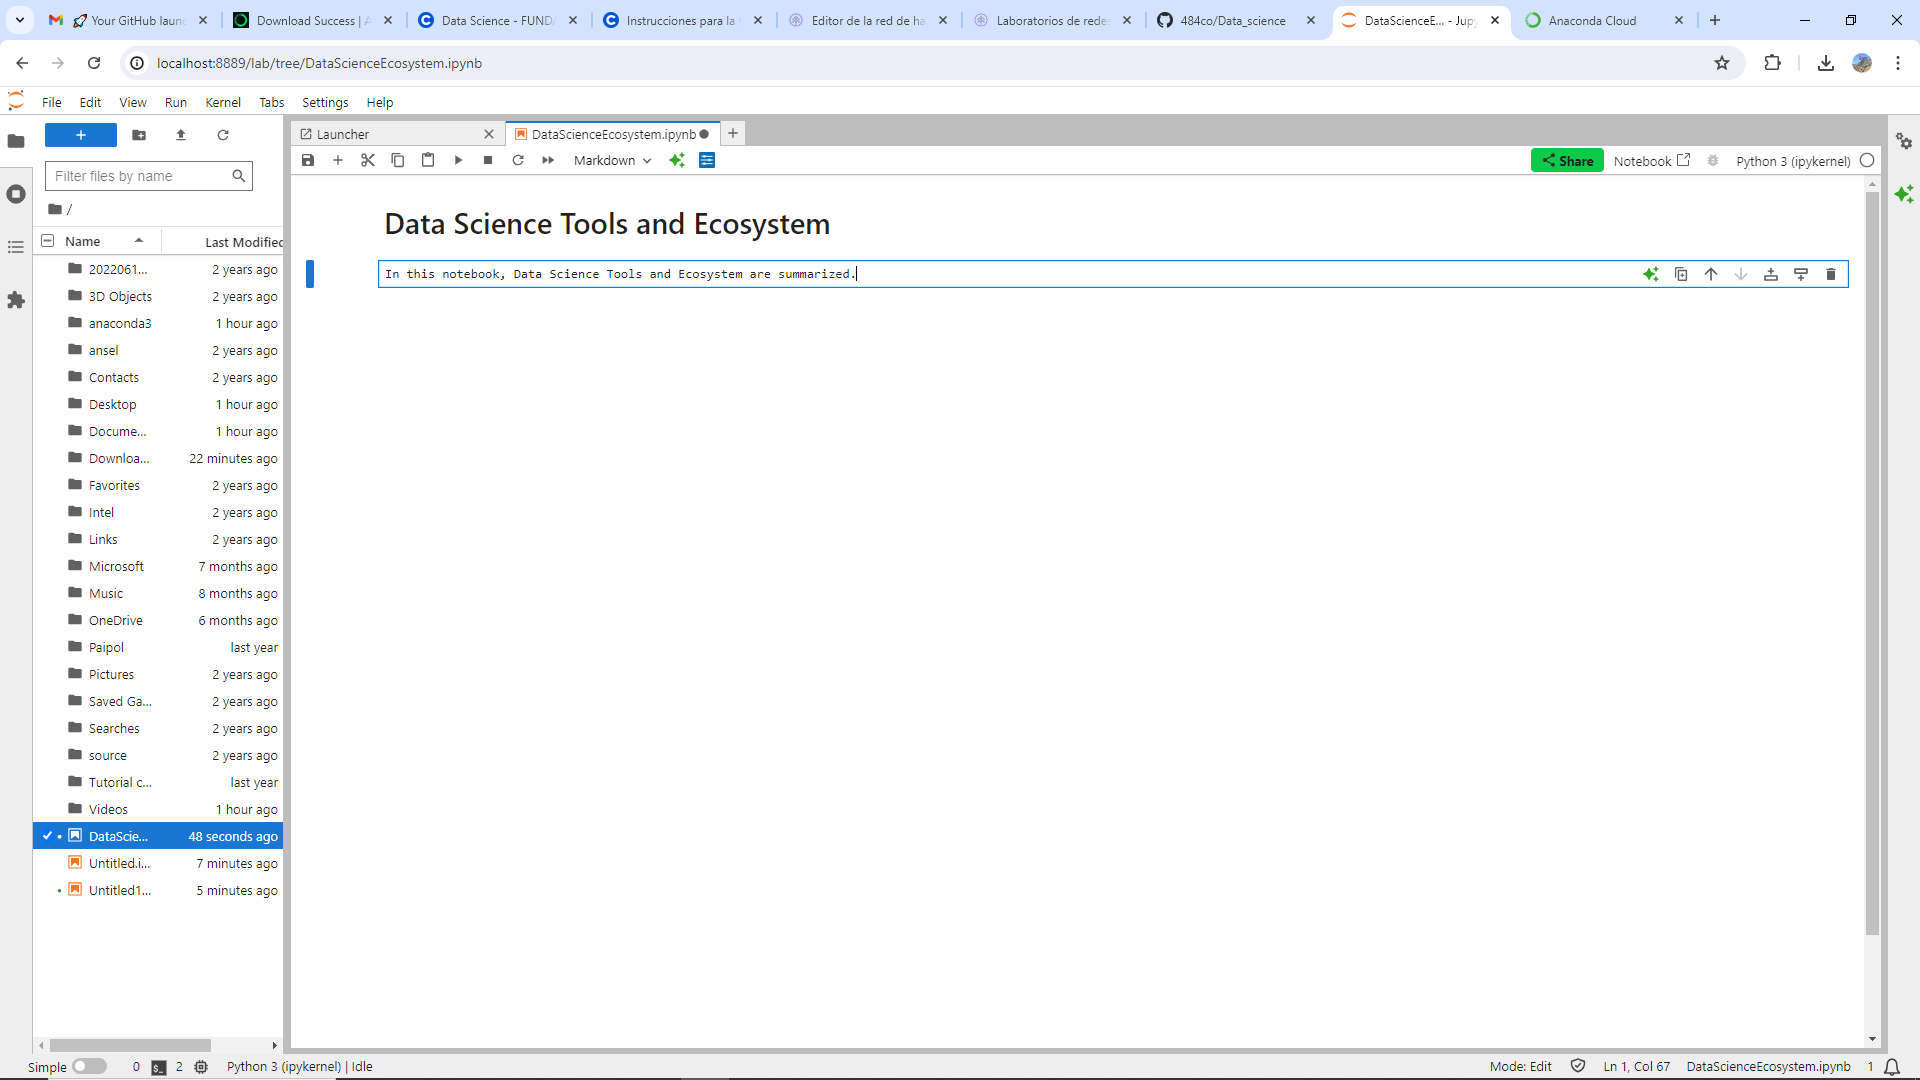 Your GitHub laun
Download Success | A
Data Science - FUND
Instrucciones para la t
Editor de la red de ha
Laboratorios de redes
484co/Data_science
DataScienceE... - Jupy
Anaconda Cloud
localhost:8889/lab/tree/DataScienceEcosystem.ipynb
File Edit View Run Kernel Tabs Settings Help
Launcher
DataScienceEcosystem.ipynb
Markdown
Share
Notebook
Python 3 (ipykernel)
Filter files by name
/
Name Last Modified
2022061... 2 years ago
3D Objects 2 years ago
anaconda3 1 hour ago
ansel 2 years ago
Contacts 2 years ago
Desktop 1 hour ago
Docume... 1 hour ago
Downloa... 22 minutes ago
Favorites 2 years ago
Intel 2 years ago
Links 2 years ago
Microsoft 7 months ago
Music 8 months ago
OneDrive 6 months ago
Paipol last year
Pictures 2 years ago
Saved Ga... 2 years ago
Searches 2 years ago
source 2 years ago
Tutorial c... last year
Videos 1 hour ago
DataScie... 48 seconds ago
Untitled.i... 7 minutes ago
Untitled1... 5 minutes ago
Data Science Tools and Ecosystem
In this notebook, Data Science Tools and Ecosystem are summarized.
Simple 0 2 Python 3 (ipykernel) | Idle
Mode: Edit Ln 1, Col 67 DataScienceEcosystem.ipynb 1